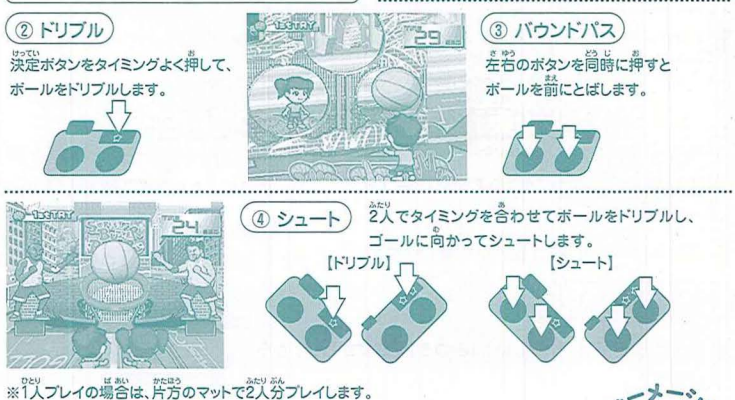 ② ドリブル
決定ボタンをタイミングよく押して、
ボールをドリブルします。
1stTRY
29
③ バウンドパス
左右のボタンを同時に押すと
ボールを前にとばします。
1stTRY
24
④ シュート
2人でタイミングを合わせてボールをドリブルし、
ゴールに向かってシュートします。
【ドリブル】
【シュート】
※1人プレイの場合は、片方のマットで2人分プレイします。